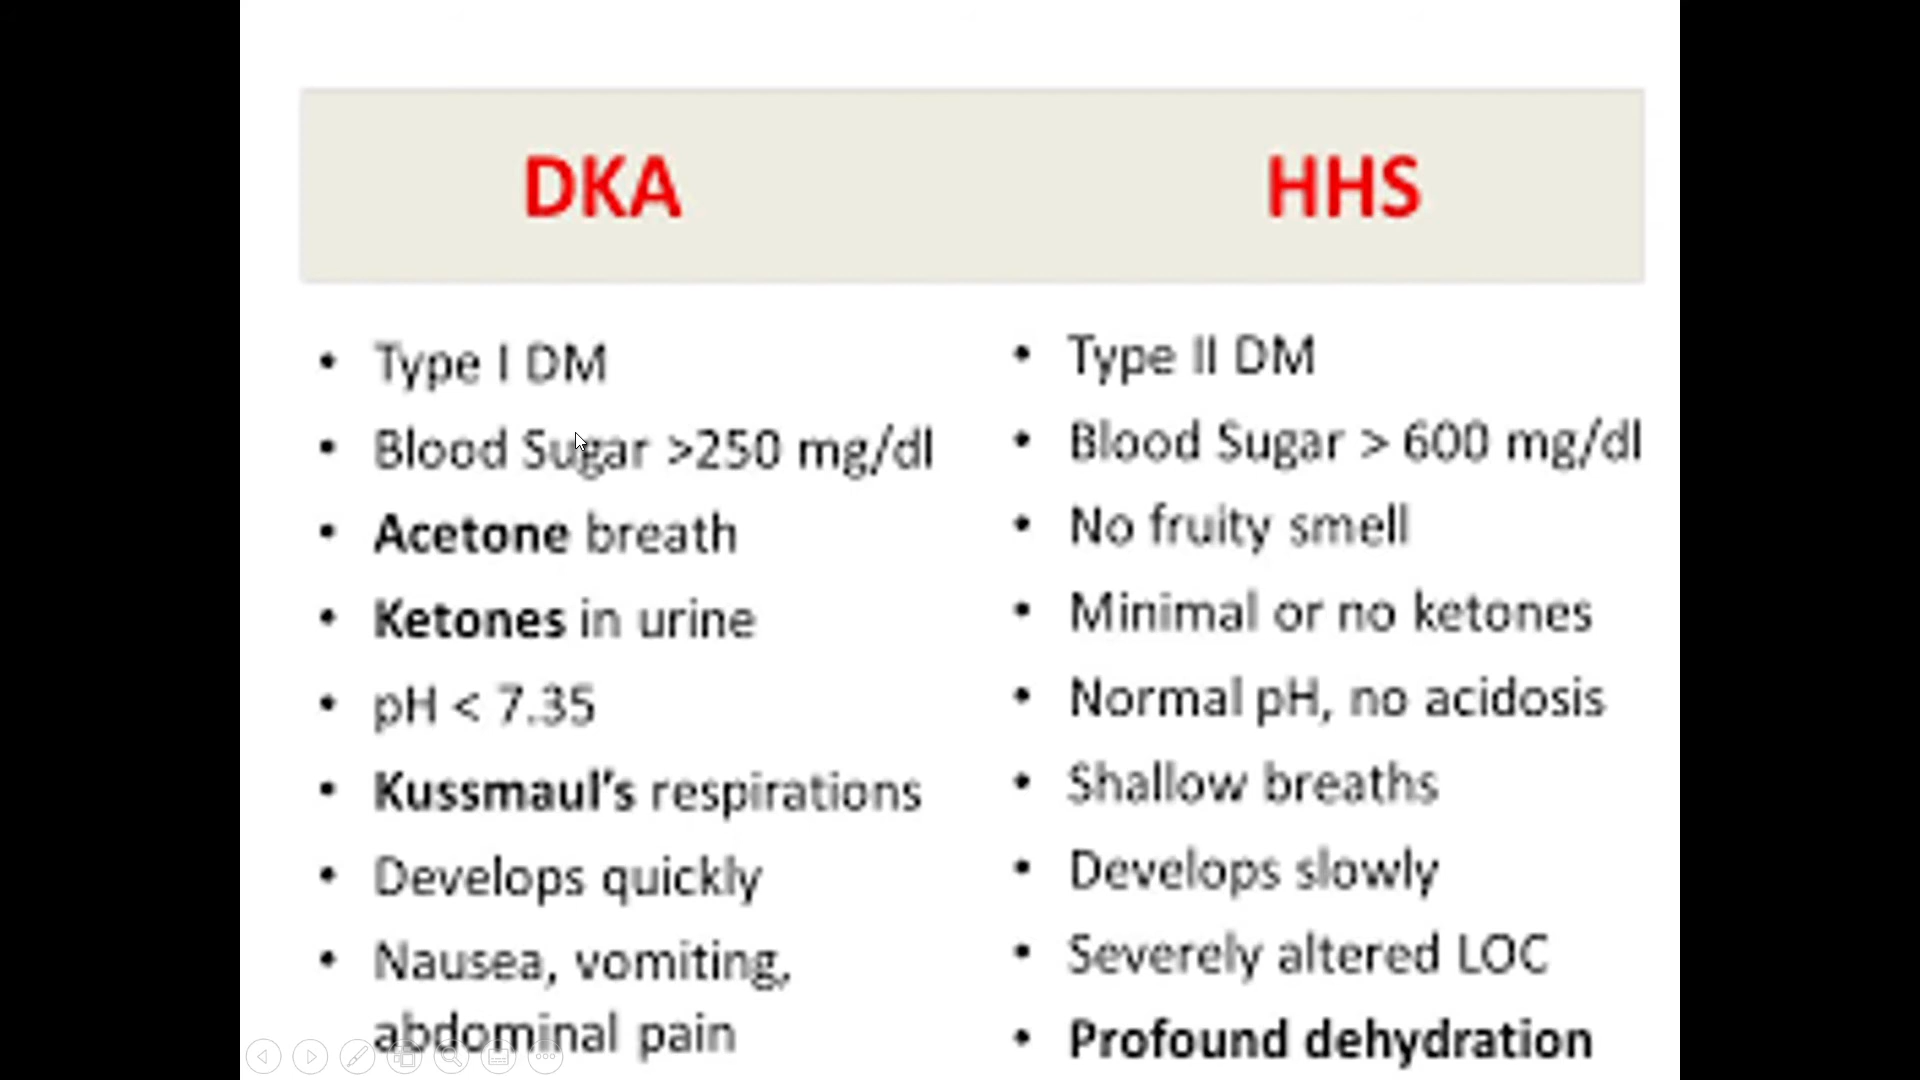 DKA
HHS
• Type I DM
• Blood Sugar >250 mg/dl
• Acetone breath
• Ketones in urine
• pH < 7.35
• Kussmaul's respirations
• Develops quickly
• Nausea, vomiting,
abdominal pain
• Type II DM
• Blood Sugar > 600 mg/dl
• No fruity smell
• Minimal or no ketones
• Normal pH, no acidosis
• Shallow breaths
• Develops slowly
• Severely altered LOC
• Profound dehydration